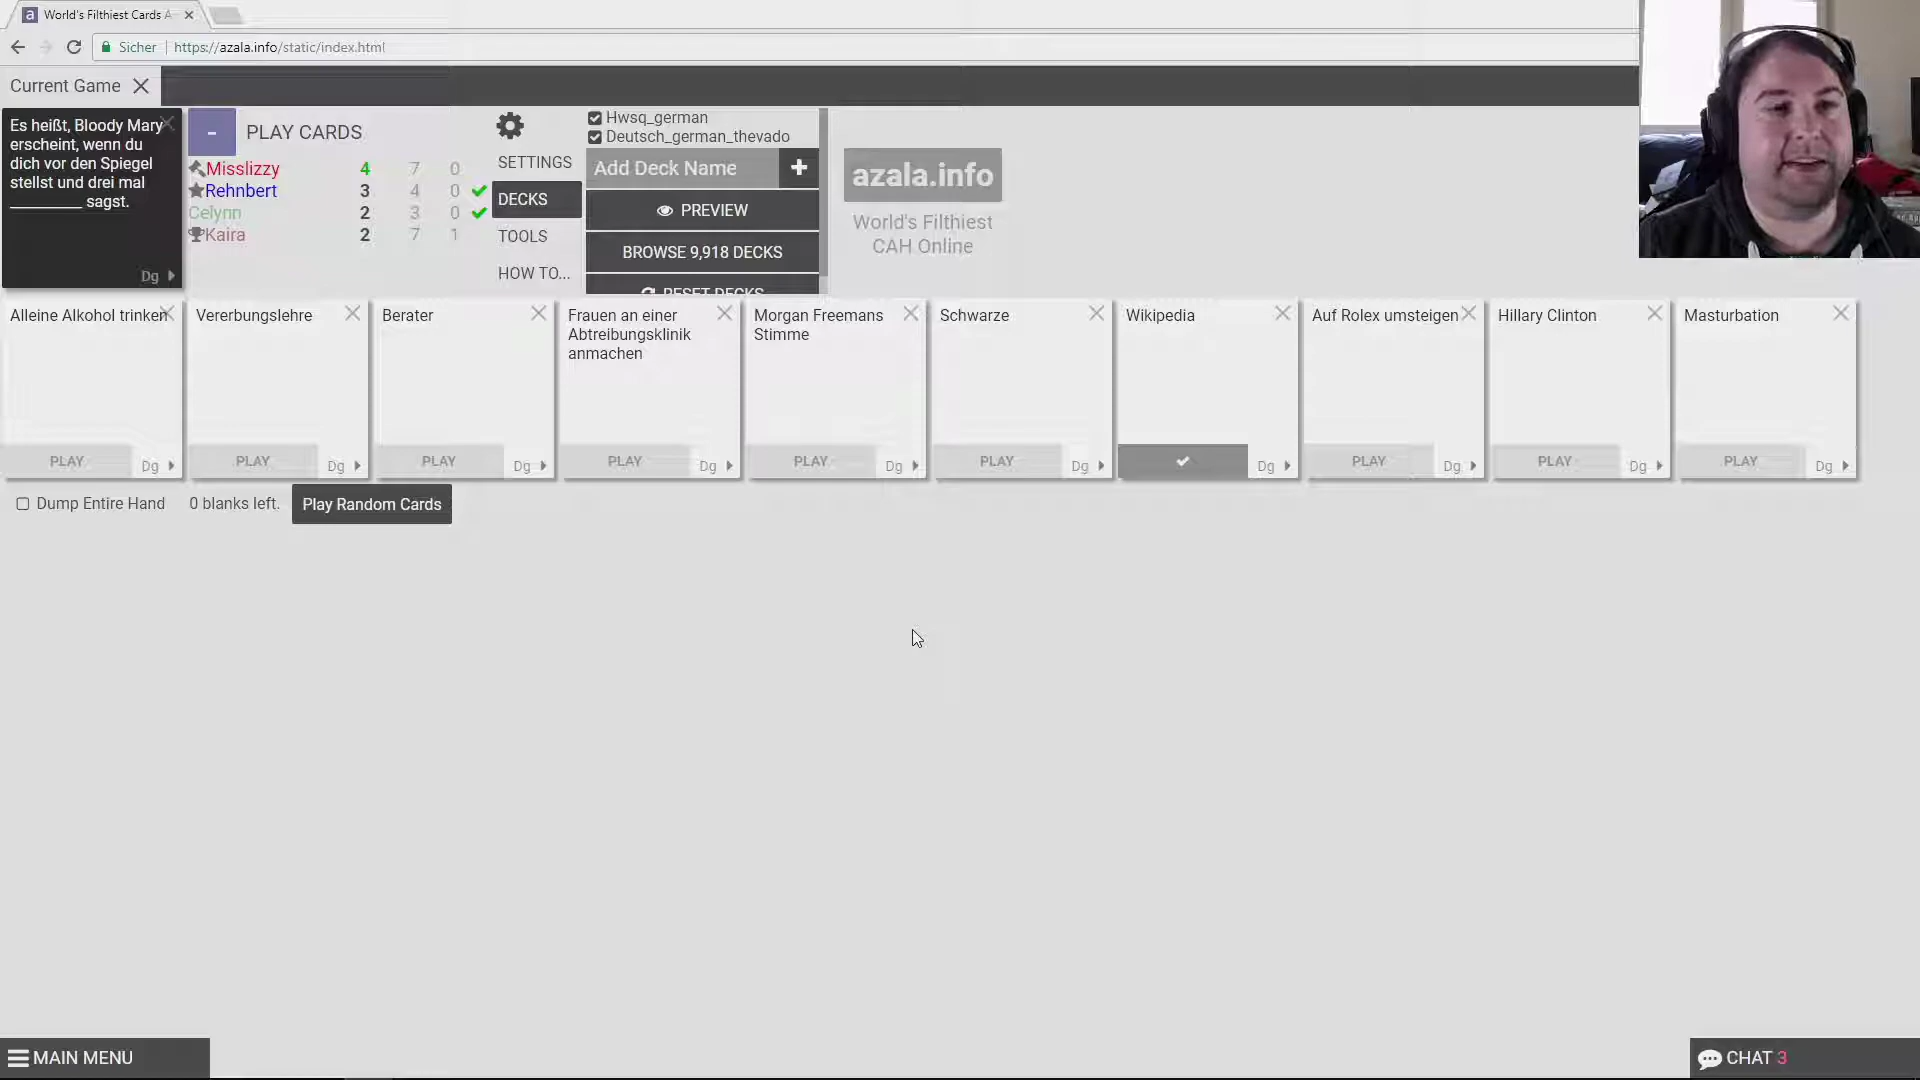 World's Filthiest Cards A
Sicher
https://azala.info/static/index.html
Current Game
Es heißt, Bloody Mary
erscheint, wenn du
dich vor den Spiegel
stellst und drei mal
_________ sagst.
Dg
- PLAY CARDS
Misslizzy 4 7 0
Rehnbert 3 4 0
Celynn 2 3 0
Kaira 2 7 1
SETTINGS
DECKS
TOOLS
HOW TO...
Hwsq_german
Deutsch_german_thevado
Add Deck Name +
PREVIEW
BROWSE 9,918 DECKS
RESET DECKS
azala.info
World's Filthiest
CAH Online
Alleine Alkohol trinken
PLAY Dg
Vererbungslehre
PLAY Dg
Berater
PLAY Dg
Frauen an einer
Abtreibungsklinik
anmachen
PLAY Dg
Morgan Freemans
Stimme
PLAY Dg
Schwarze
PLAY Dg
Wikipedia
Dg
Auf Rolex umsteigen
PLAY Dg
Hillary Clinton
PLAY Dg
Masturbation
PLAY Dg
Dump Entire Hand
0 blanks left.
Play Random Cards
MAIN MENU
CHAT 3